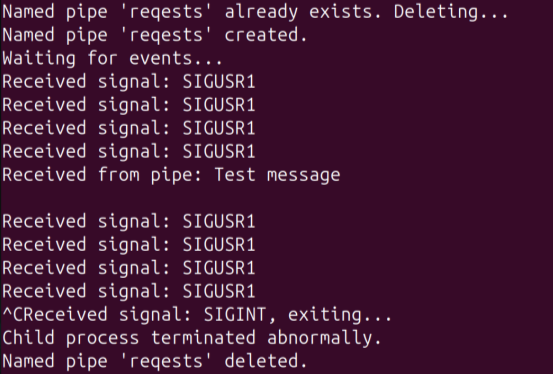 Named pipe 'reqests' already exists. Deleting...
Named pipe 'reqests' created.
Waiting for events...
Received signal: SIGUSR1
Received signal: SIGUSR1
Received signal: SIGUSR1
Received signal: SIGUSR1
Received from pipe: Test message

Received signal: SIGUSR1
Received signal: SIGUSR1
Received signal: SIGUSR1
Received signal: SIGUSR1
^CReceived signal: SIGINT, exiting...
Child process terminated abnormally.
Named pipe 'reqests' deleted.